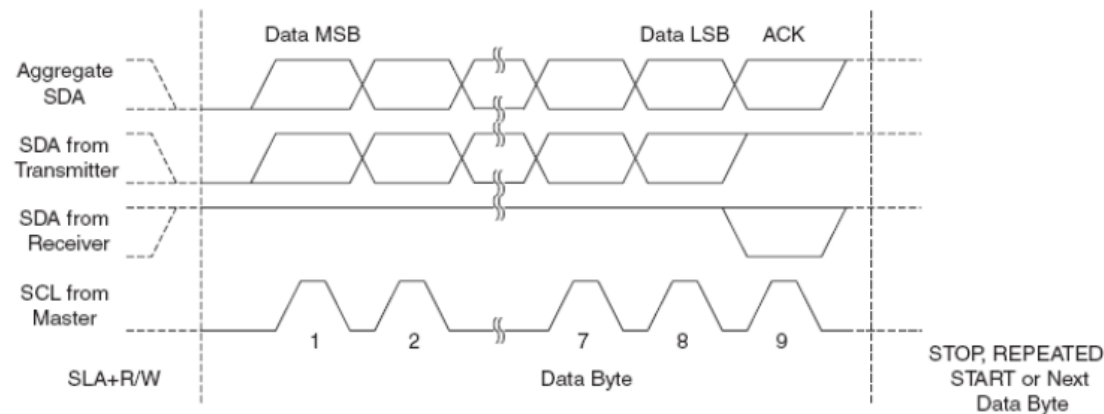 Data MSB
Data LSB
ACK
Aggregate
SDA
SDA from
Transmitter
SDA from
Receiver
SCL from
Master
1
2
7
8
9
SLA+R/W
Data Byte
STOP, REPEATED
START or Next
Data Byte